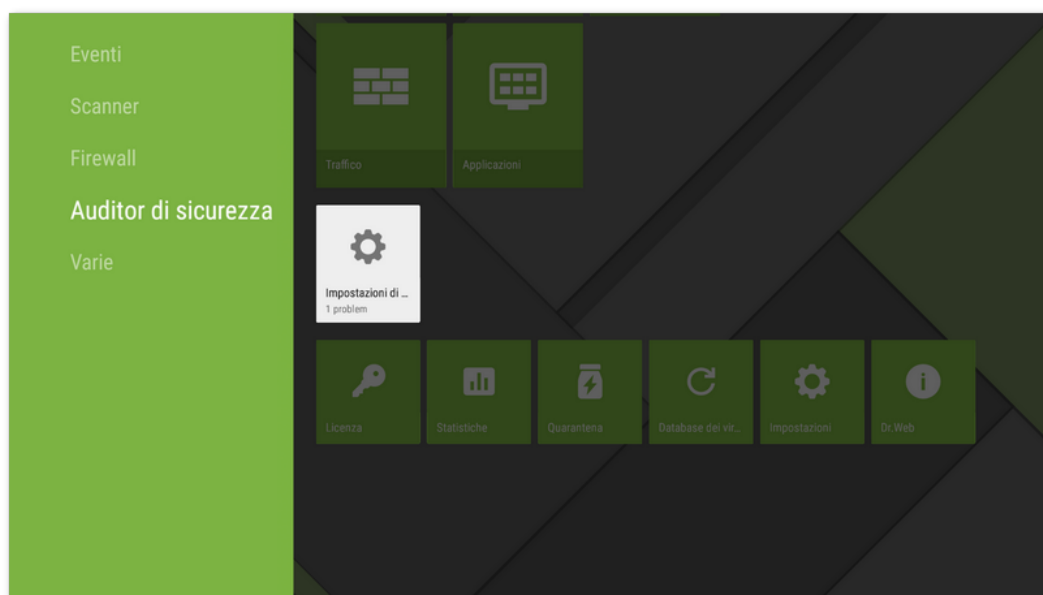 Eventi
Scanner
Firewall
Auditor di sicurezza
Varie
Traffico
Applicazioni
Impostazioni di ...
1 problem
Licenza
Statistiche
Quarantena
Database dei vir...
Impostazioni
Dr.Web